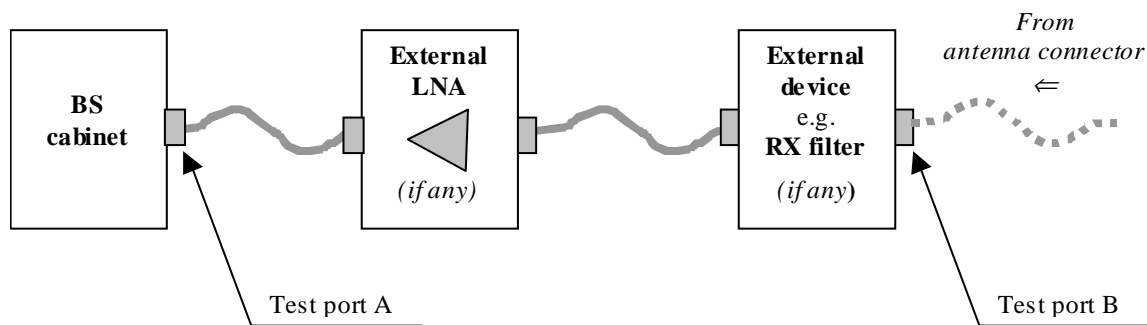 BS
cabinet
External
LNA
(if any)
External
device
e.g.
RX filter
(if any)
From
antenna connector
⇐
Test port A
Test port B